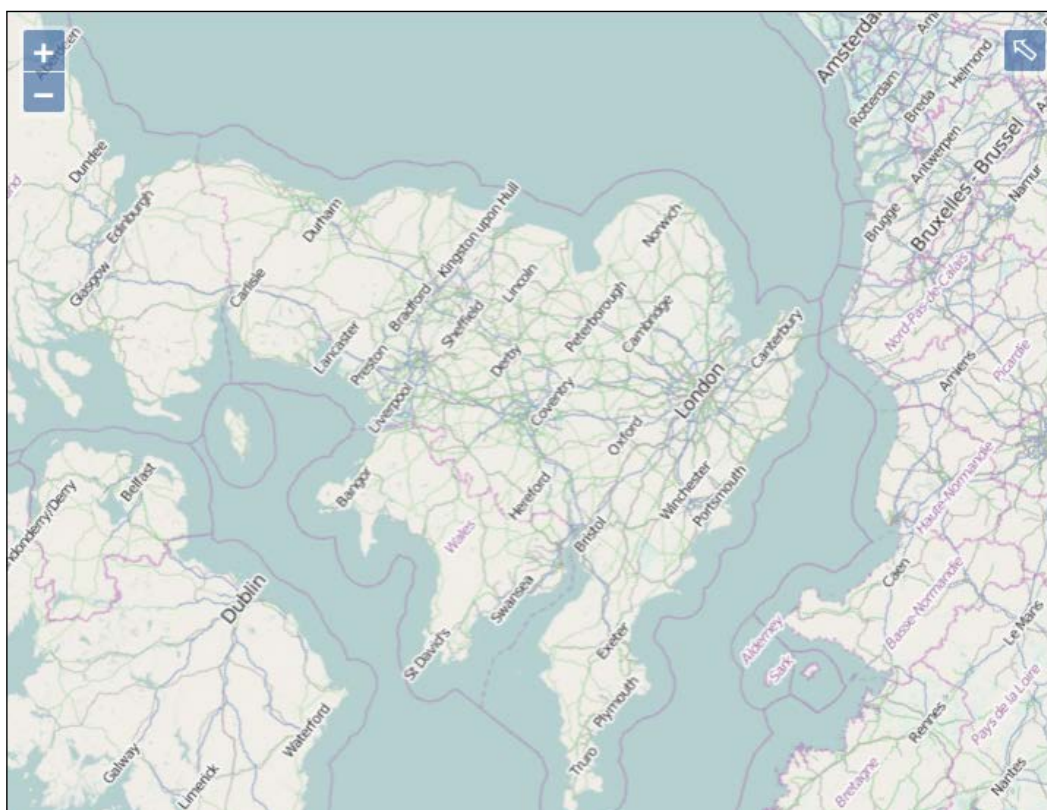 +
−
Aberdeen
Amsterdam
Rotterdam
Breda
Helmond
Antwerpen
Bruxelles - Brussel
Namur
Brugge
Dundee
Edinburgh
Glasgow
Durham
Kingston upon Hull
Norwich
Carlisle
Lancaster
Preston
Bradford
Sheffield
Lincoln
Peterborough
Cambridge
Canterbury
Nord-Pas-de-Calais
Amiens
Picardie
Liverpool
Derby
Coventry
Oxford
London
Bangor
Wales
Hereford
Bristol
Winchester
Portsmouth
Haute-Normandie
Belfast
ndonderry/Derry
Dublin
Swansea
St David's
Exeter
Plymouth
Truro
Alderney
Sark
Caen
Basse-Normandie
Le Mans
Pays de la Loire
Rennes
Bretagne
Nantes
Waterford
Galway
Limerick